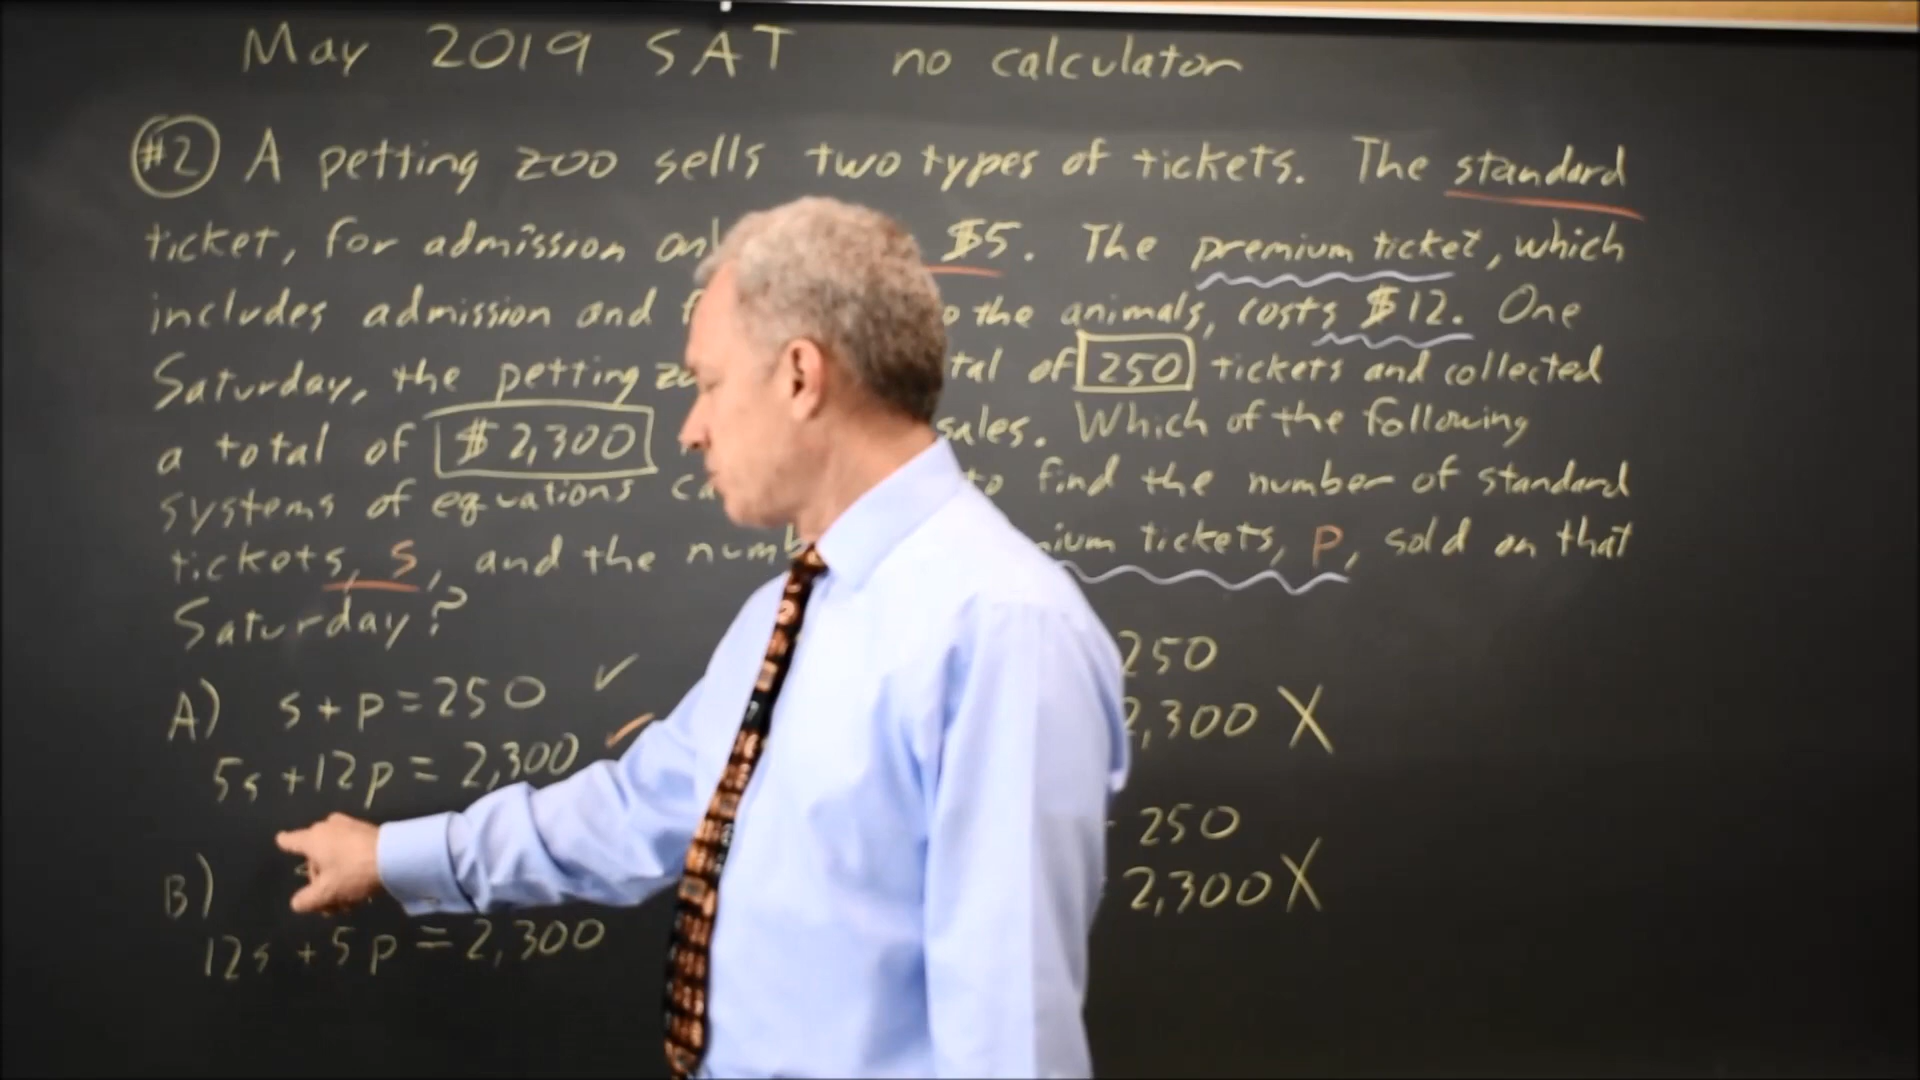 May 2019 SAT no calculator
#2 A petting zoo sells two types of tickets. The standard
ticket, for admission $5. The premium ticket, which
includes admission and the animals, costs $12. One
Saturday, the petting of 250 tickets and collected
a total of $2,300 sales. Which of the following
systems of equations to find the number of standard
tickets, s, and the tickets, p, sold on that
Saturday?
A) s + p = 250 ✓
5s + 12p = 2,300
B)
12s + 5p = 2,300
250
2,300 X
250
2,300 X